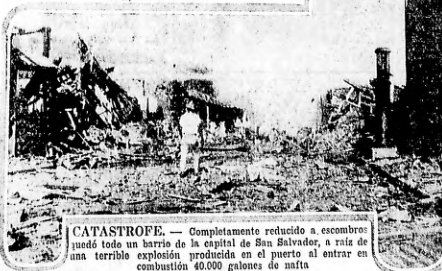 CATASTROFE. — Completamente reducido a escombros
quedó todo un barrio de la capital de San Salvador, a raíz de
una terrible explosión producida en el puerto al entrar en
combustión 40.000 galones de nafta